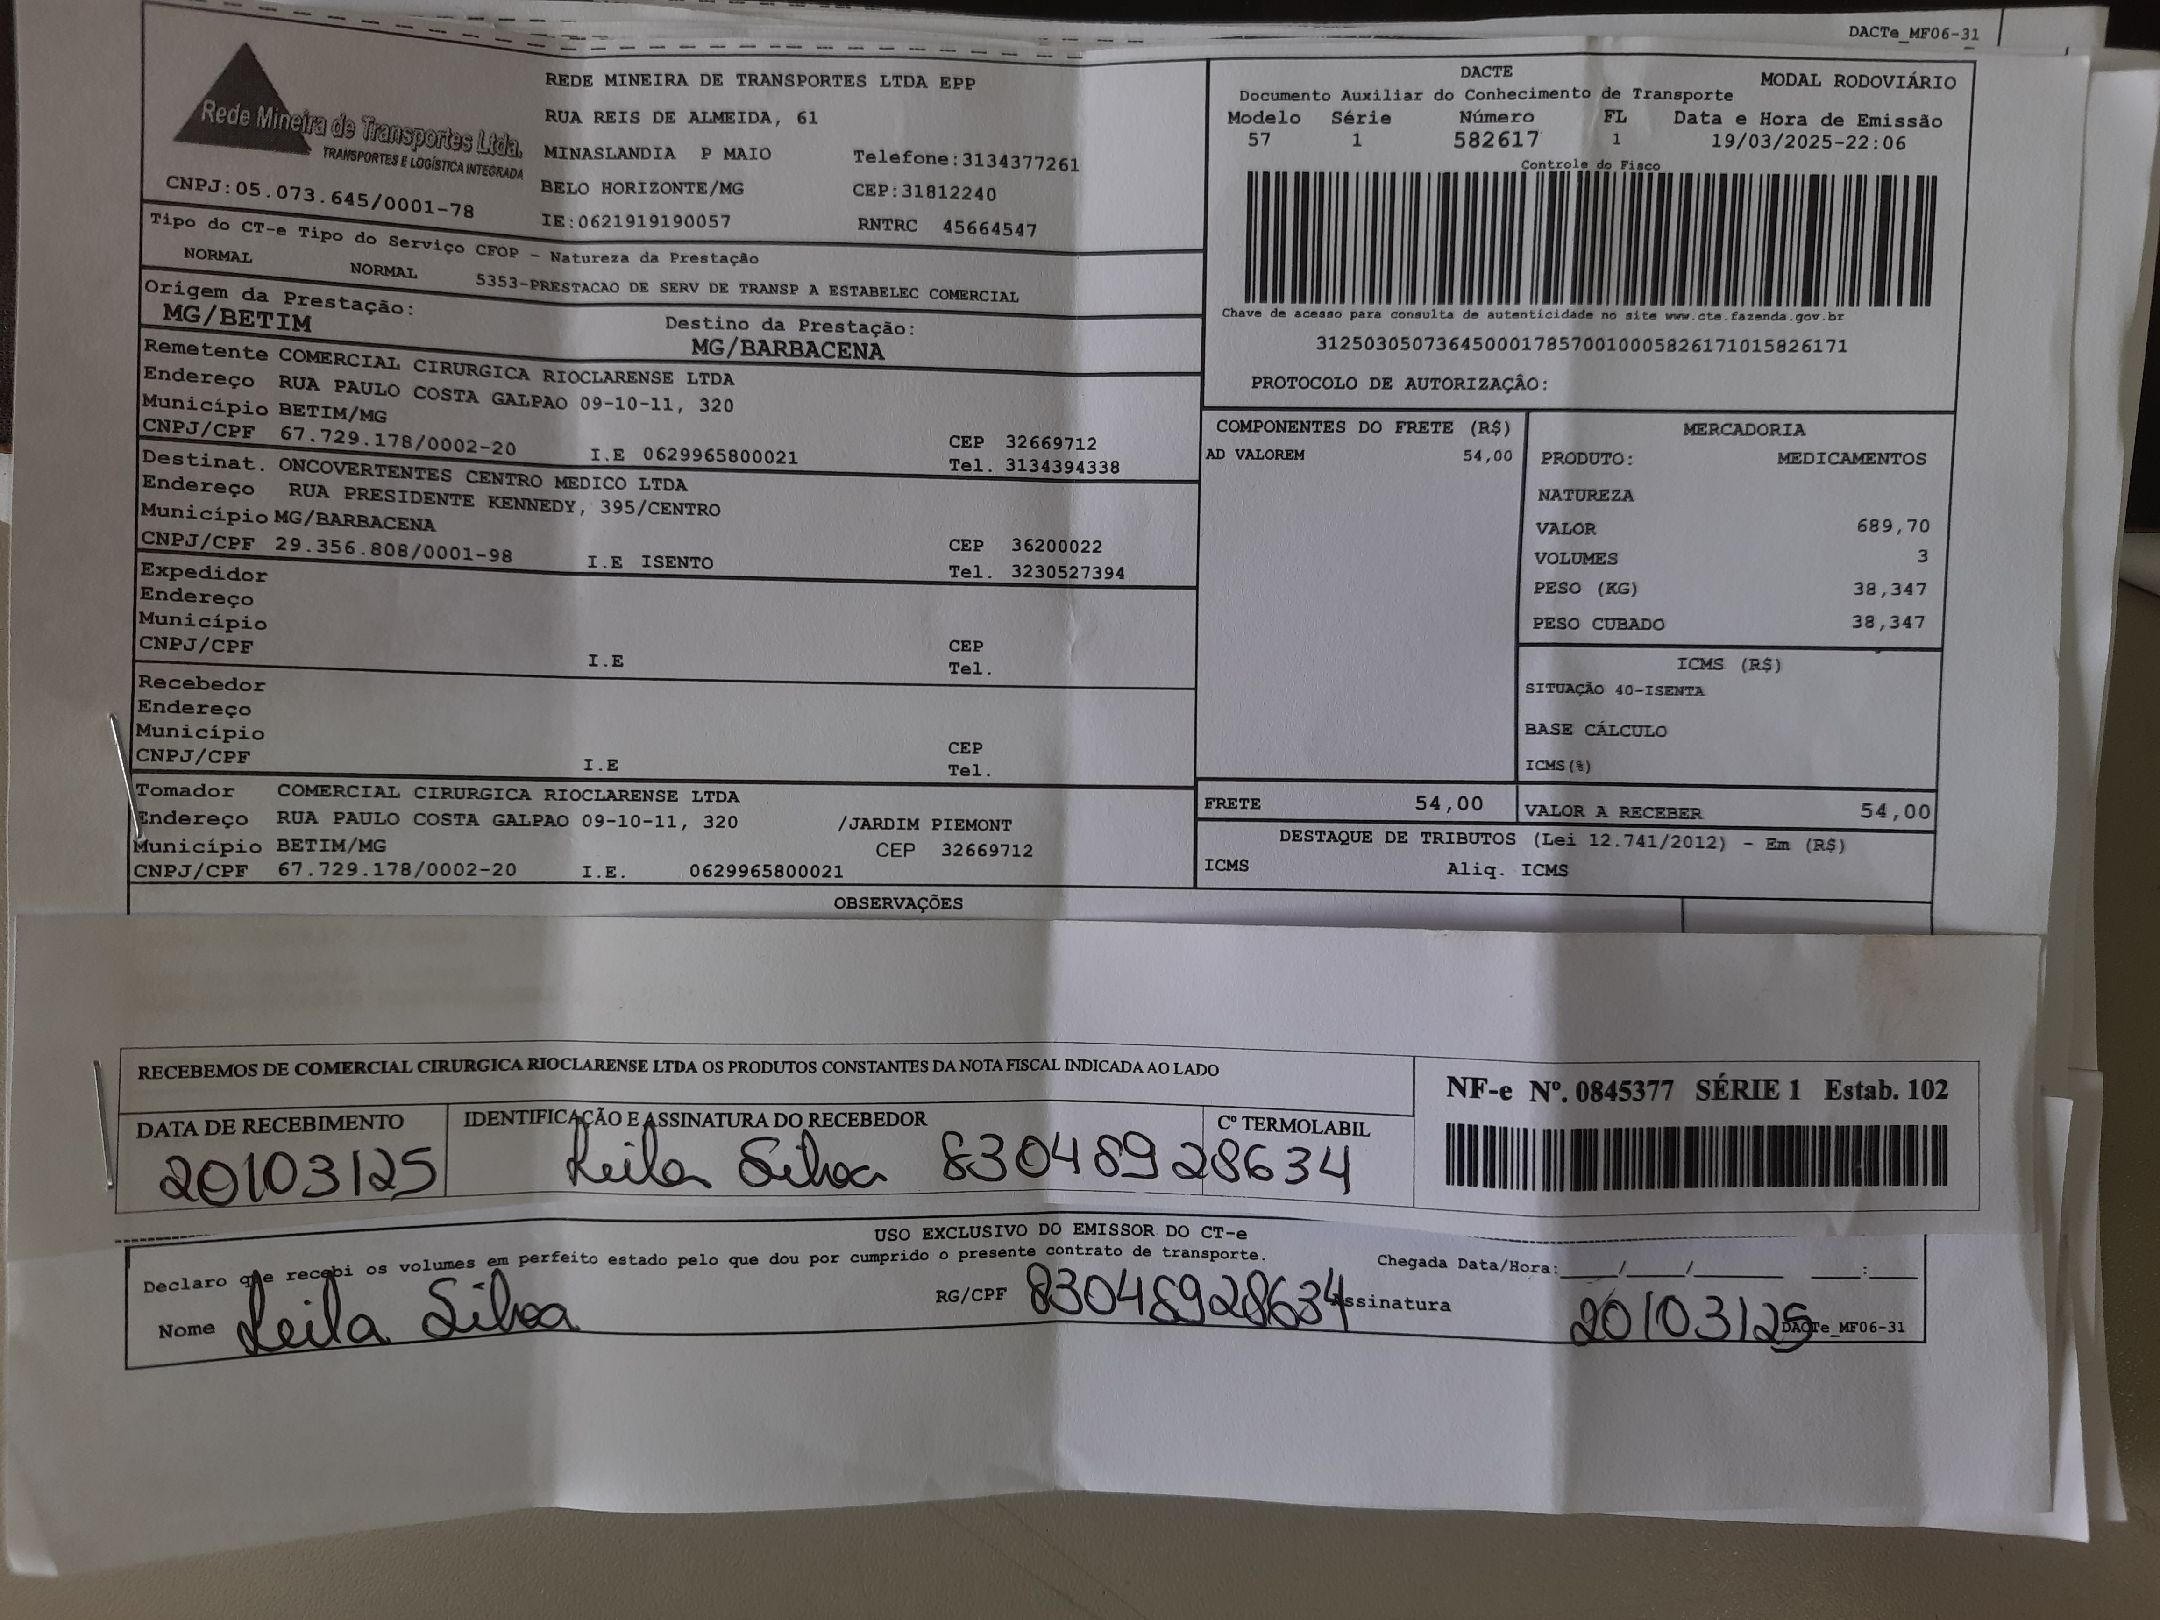 DACTe_MF06-31
Rede Mineira de Transportes Ltda.
TRANSPORTES E LOGÍSTICA INTEGRADA
CNPJ:05.073.645/0001-78
REDE MINEIRA DE TRANSPORTES LTDA EPP
RUA REIS DE ALMEIDA, 61
MINASLANDIA P MAIO Telefone:3134377261
BELO HORIZONTE/MG CEP:31812240
IE:0621919190057 RNTRC 45664547
DACTE MODAL RODOVIÁRIO
Documento Auxiliar do Conhecimento de Transporte
Modelo Série Número FL Data e Hora de Emissão
57 1 582617 1 19/03/2025-22:06
Controle do Fisco
Chave de acesso para consulta de autenticidade no site www.cte.fazenda.gov.br
31250305073645000178570010005826171015826171
PROTOCOLO DE AUTORIZAÇÃO:
Tipo do CT-e Tipo do Serviço CFOP - Natureza da Prestação
NORMAL NORMAL 5353-PRESTACAO DE SERV DE TRANSP A ESTABELEC COMERCIAL
Origem da Prestação: Destino da Prestação:
MG/BETIM MG/BARBACENA
Remetente COMERCIAL CIRURGICA RIOCLARENSE LTDA
Endereço RUA PAULO COSTA GALPAO 09-10-11, 320
Município BETIM/MG CEP 32669712
CNPJ/CPF 67.729.178/0002-20 I.E 0629965800021 Tel. 3134394338
Destinat. ONCOVERTENTES CENTRO MEDICO LTDA
Endereço RUA PRESIDENTE KENNEDY, 395/CENTRO
Município MG/BARBACENA CEP 36200022
CNPJ/CPF 29.356.808/0001-98 I.E ISENTO Tel. 3230527394
Expedidor
Endereço
Município CEP
CNPJ/CPF I.E Tel.
Recebedor
Endereço
Município CEP
CNPJ/CPF I.E Tel.
Tomador COMERCIAL CIRURGICA RIOCLARENSE LTDA
Endereço RUA PAULO COSTA GALPAO 09-10-11, 320 /JARDIM PIEMONT
Município BETIM/MG CEP 32669712
CNPJ/CPF 67.729.178/0002-20 I.E. 0629965800021
COMPONENTES DO FRETE (R$)
AD VALOREM 54,00
MERCADORIA
PRODUTO: MEDICAMENTOS
NATUREZA
VALOR 689,70
VOLUMES 3
PESO (KG) 38,347
PESO CUBADO 38,347
ICMS (R$)
SITUAÇÃO 40-ISENTA
BASE CÁLCULO
ICMS(%)
FRETE 54,00 VALOR A RECEBER 54,00
DESTAQUE DE TRIBUTOS (Lei 12.741/2012) - Em (R$)
ICMS Aliq. ICMS
OBSERVAÇÕES
RECEBEMOS DE COMERCIAL CIRURGICA RIOCLARENSE LTDA OS PRODUTOS CONSTANTES DA NOTA FISCAL INDICADA AO LADO
NF-e Nº. 0845377 SÉRIE 1 Estab. 102
DATA DE RECEBIMENTO IDENTIFICAÇÃO E ASSINATURA DO RECEBEDOR Cº TERMOLABIL
20/03/25 Leila Silva 83048928634
USO EXCLUSIVO DO EMISSOR DO CT-e
Declaro que recebi os volumes em perfeito estado pelo que dou por cumprido o presente contrato de transporte. Chegada Data/Hora:____/____/______ ___:___
Nome Leila Silva RG/CPF 83048928634 Assinatura 20/03/25
DACTe_MF06-31